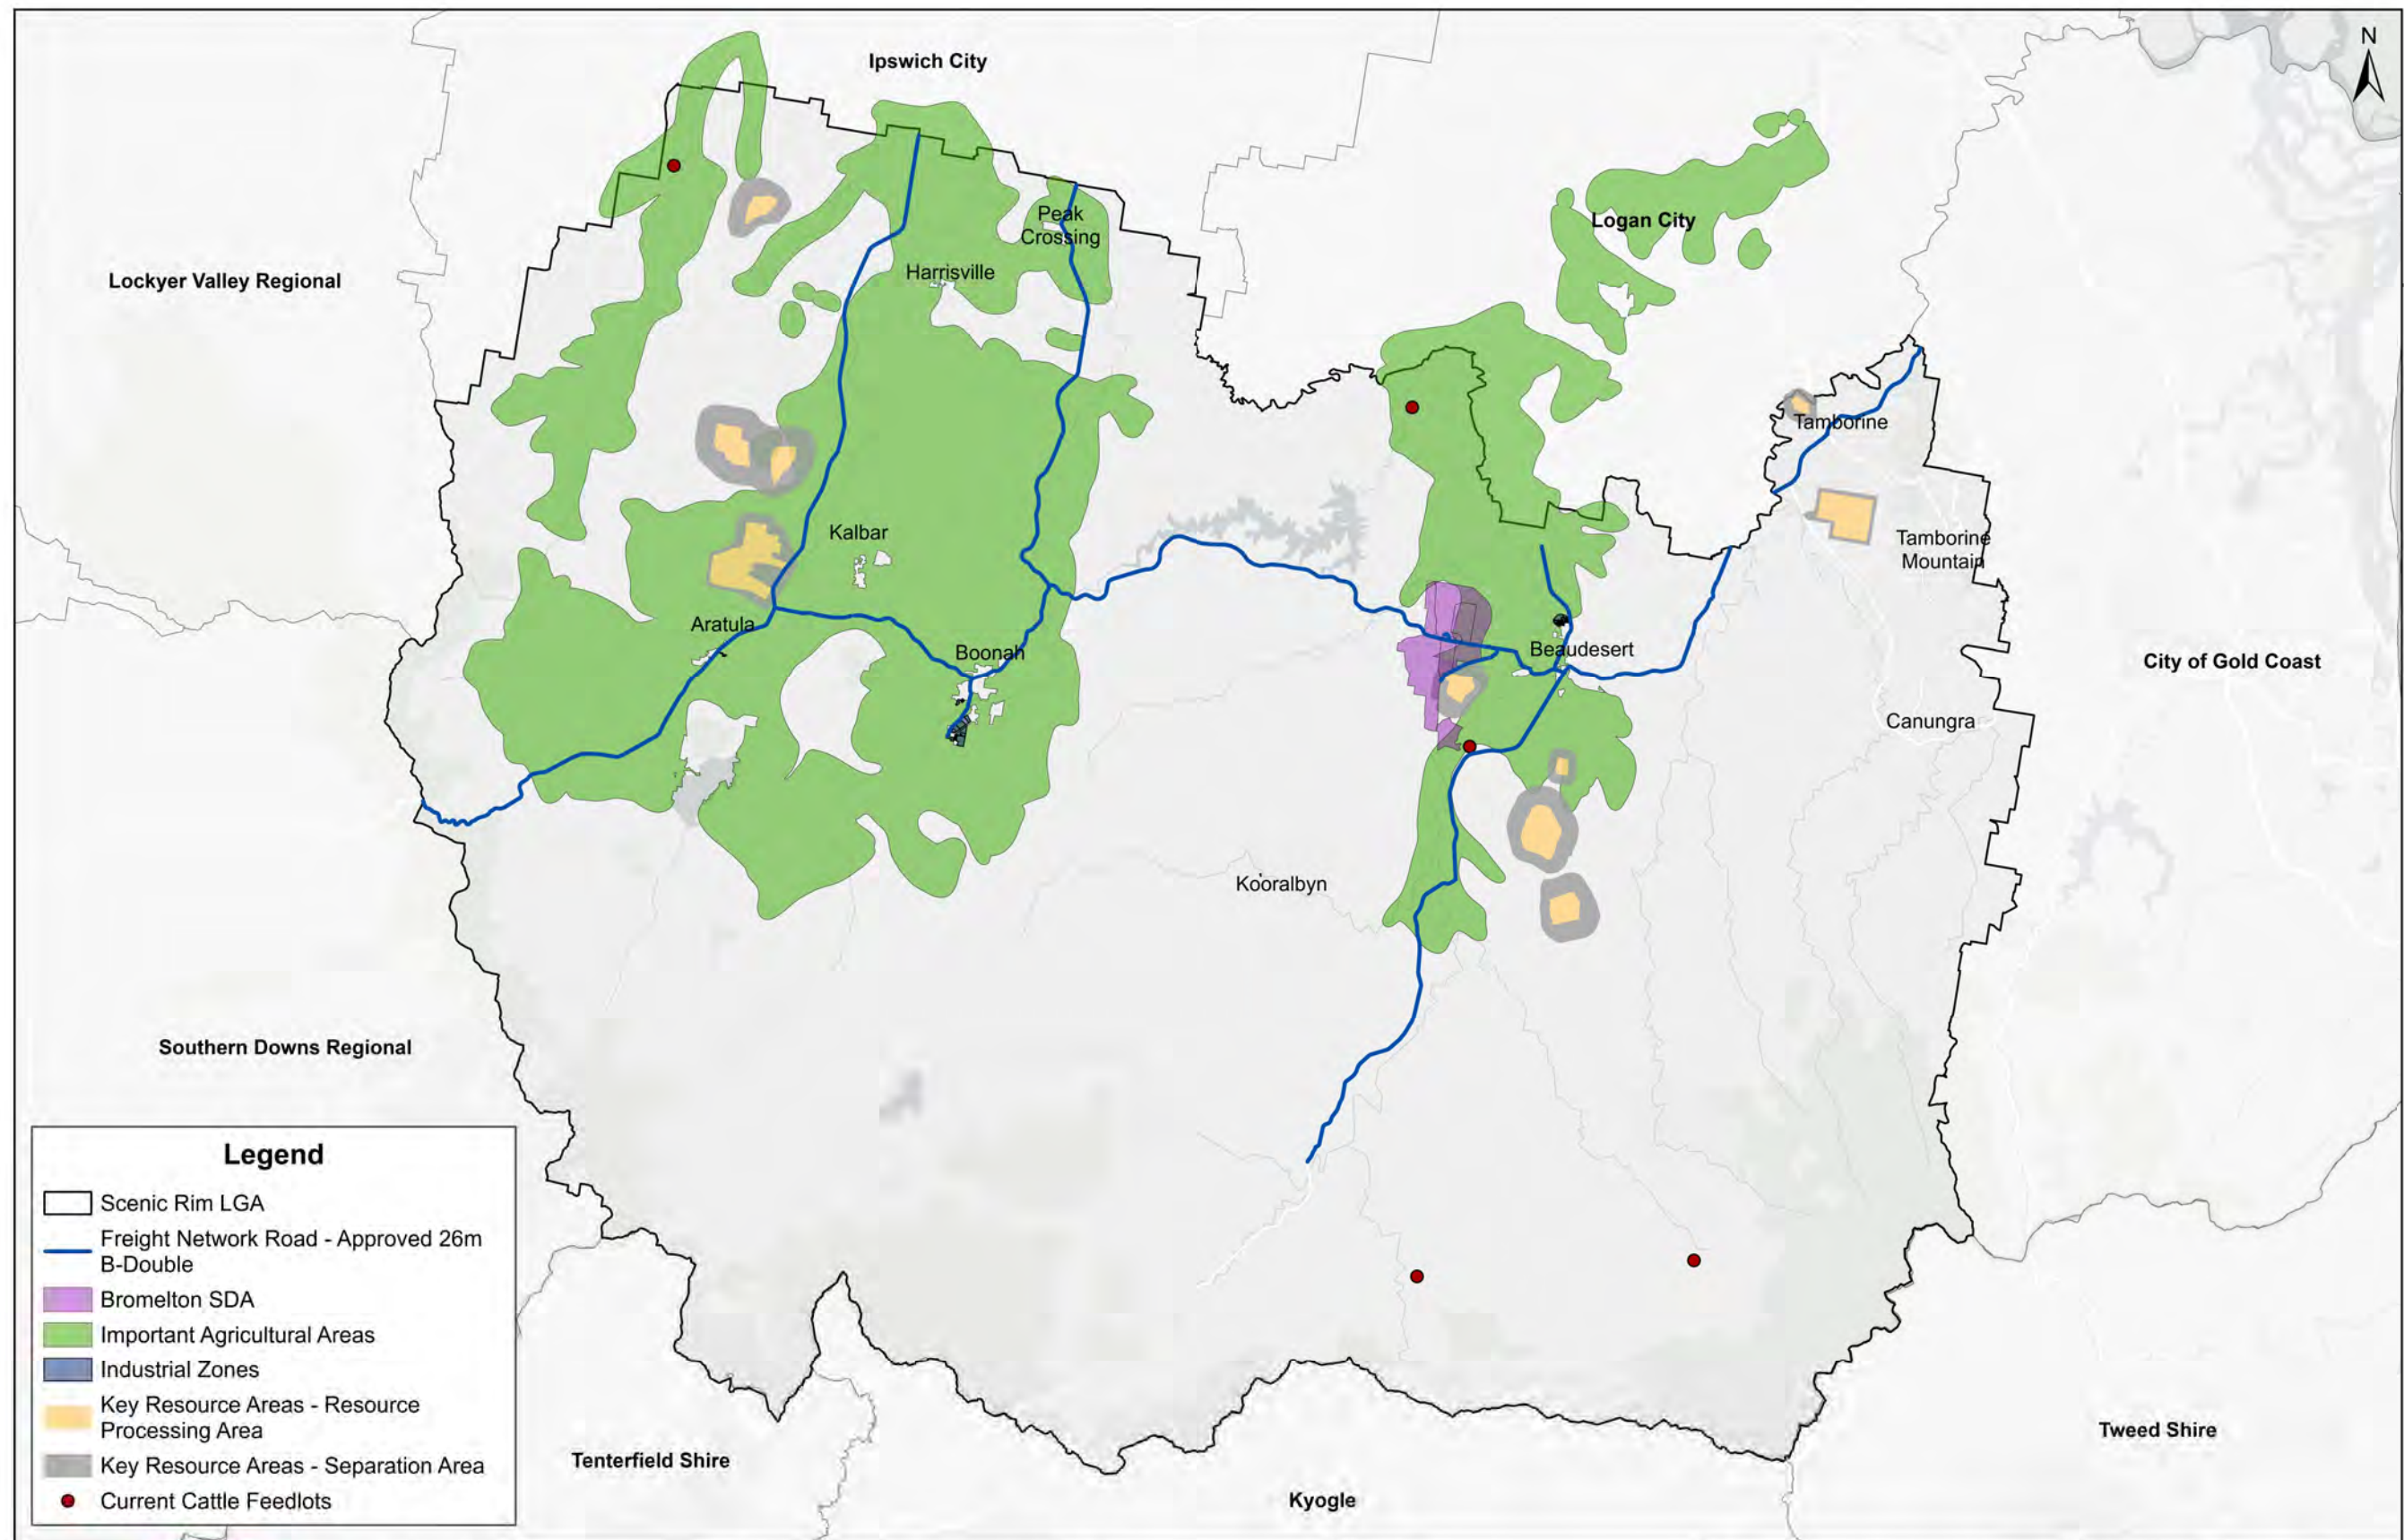 N
Ipswich City
Peak
Crossing
Logan City
Harrisville
Lockyer Valley Regional
Tamborine
Kalbar
Tamborine
Mountain
Aratula
Boonah
Beaudesert
City of Gold Coast
Canungra
Kooralbyn
Southern Downs Regional
Legend
Scenic Rim LGA
Freight Network Road - Approved 26m
B-Double
Bromelton SDA
Important Agricultural Areas
Industrial Zones
Key Resource Areas - Resource
Processing Area
Key Resource Areas - Separation Area
Current Cattle Feedlots
Tenterfield Shire
Kyogle
Tweed Shire